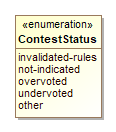 «enumeration»
ContestStatus
invalidated-rules
not-indicated
overvoted
undervoted
other